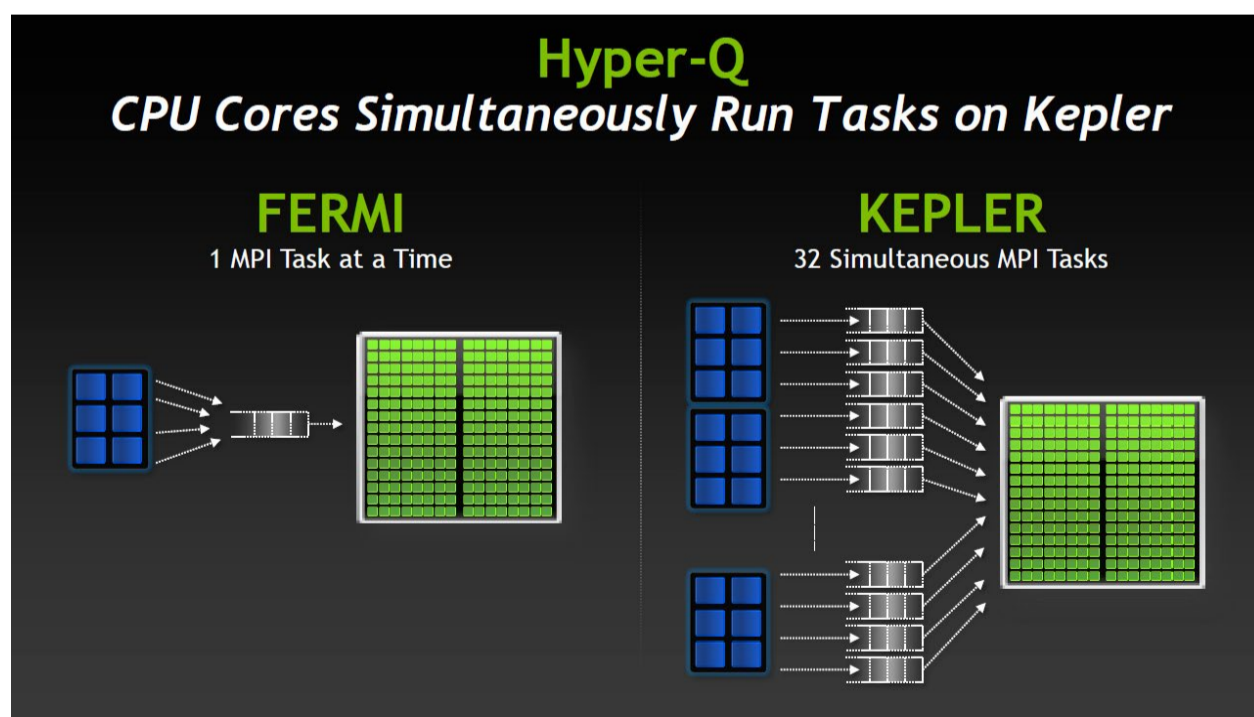 Hyper-Q
CPU Cores Simultaneously Run Tasks on Kepler
FERMI
1 MPI Task at a Time
KEPLER
32 Simultaneous MPI Tasks